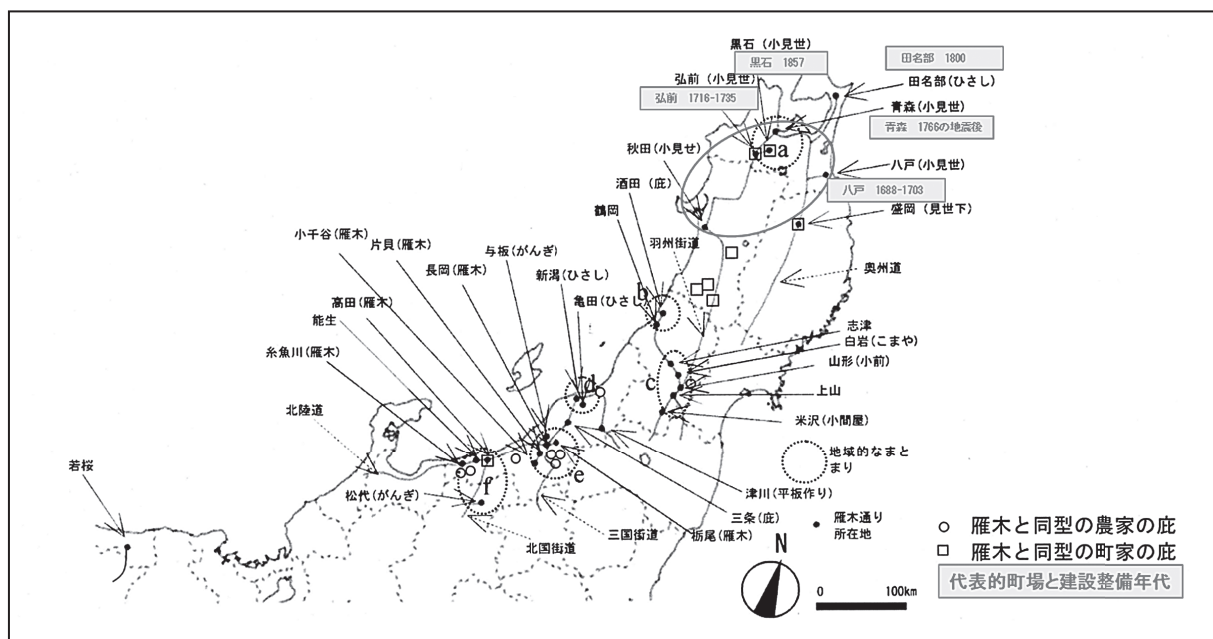 黒石(小見世)
黒石 1857
田名部 1800
田名部(ひさし)
弘前(小見世)
弘前 1716-1735
青森(小見世)
青森 1766の地震後
秋田(小見せ)
a
八戸(小見世)
八戸 1688-1703
酒田(庇)
鶴岡
盛岡(見世下)
羽州街道
奥州道
小千谷(雁木)
片貝(雁木)
与板(がんぎ)
長岡(雁木)
新潟(ひさし)
亀田(ひさし)
b
高田(雁木)
能生
糸魚川(雁木)
志津
白岩(こまや)
山形(小前)
上山
米沢(小間屋)
c
d
北陸道
若桜
e
f
地域的なまと
まり
松代(がんぎ)
津川(平板作り)
三条(庇)
栃尾(雁木)
三国街道
北国街道
雁木通り
所在地
N
0 100km
雁木と同型の農家の庇
雁木と同型の町家の庇
代表的町場と建設整備年代